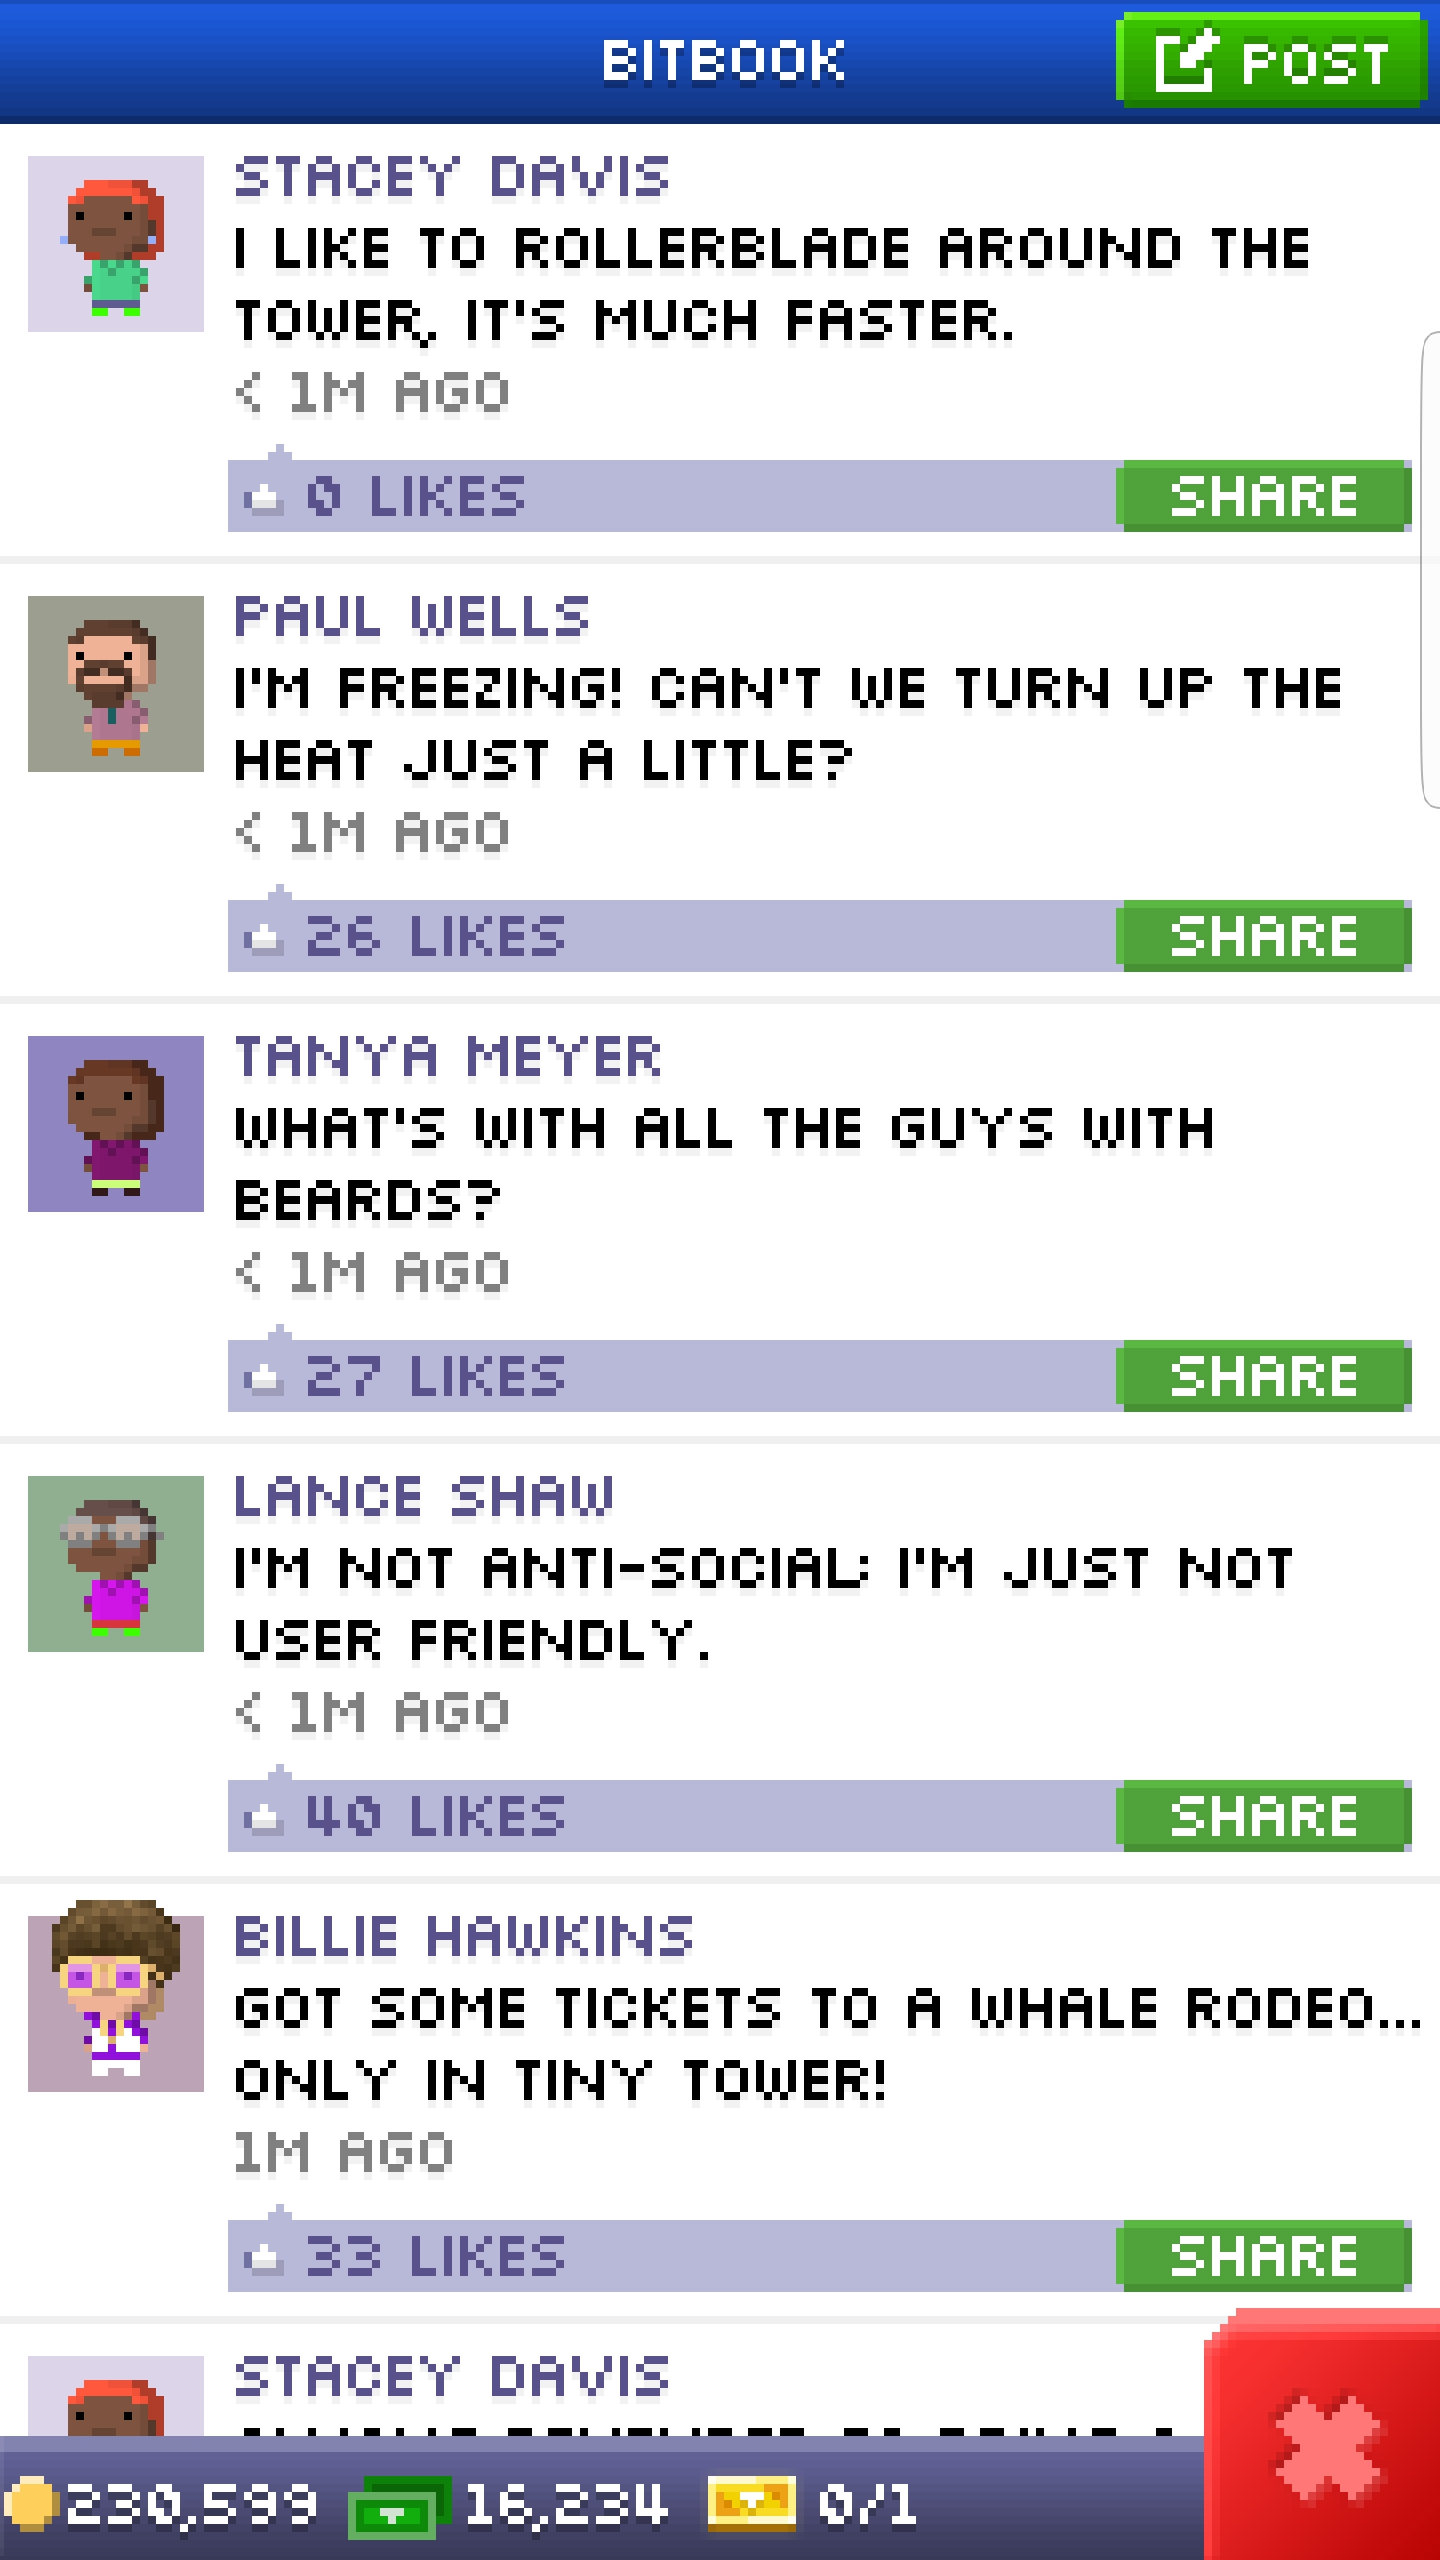 BITBOOK
POST
STACEY DAVIS
I LIKE TO ROLLERBLADE AROUND THE
TOWER, IT'S MUCH FASTER.
< 1M AGO
0 LIKES
SHARE
PAUL WELLS
I'M FREEZING! CAN'T WE TURN UP THE
HEAT JUST A LITTLE?
< 1M AGO
26 LIKES
SHARE
TANYA MEYER
WHAT'S WITH ALL THE GUYS WITH
BEARDS?
< 1M AGO
27 LIKES
SHARE
LANCE SHAW
I'M NOT ANTI-SOCIAL; I'M JUST NOT
USER FRIENDLY.
< 1M AGO
40 LIKES
SHARE
BILLIE HAWKINS
GOT SOME TICKETS TO A WHALE RODEO...
ONLY IN TINY TOWER!
1M AGO
33 LIKES
SHARE
STACEY DAVIS
230,599
16,234
0/1